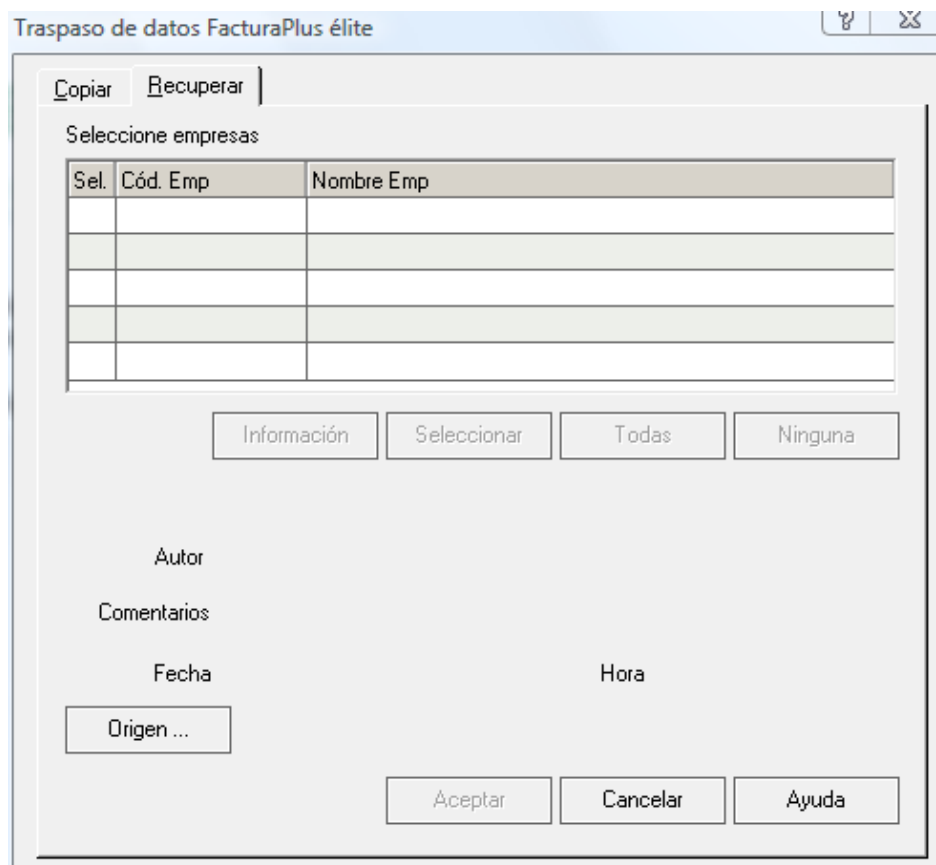 Traspaso de datos FacturaPlus élite
Copiar Recuperar
Seleccione empresas
Sel. Cód. Emp Nombre Emp
Información Seleccionar Todas Ninguna
Autor
Comentarios
Fecha Hora
Origen ...
Aceptar Cancelar Ayuda